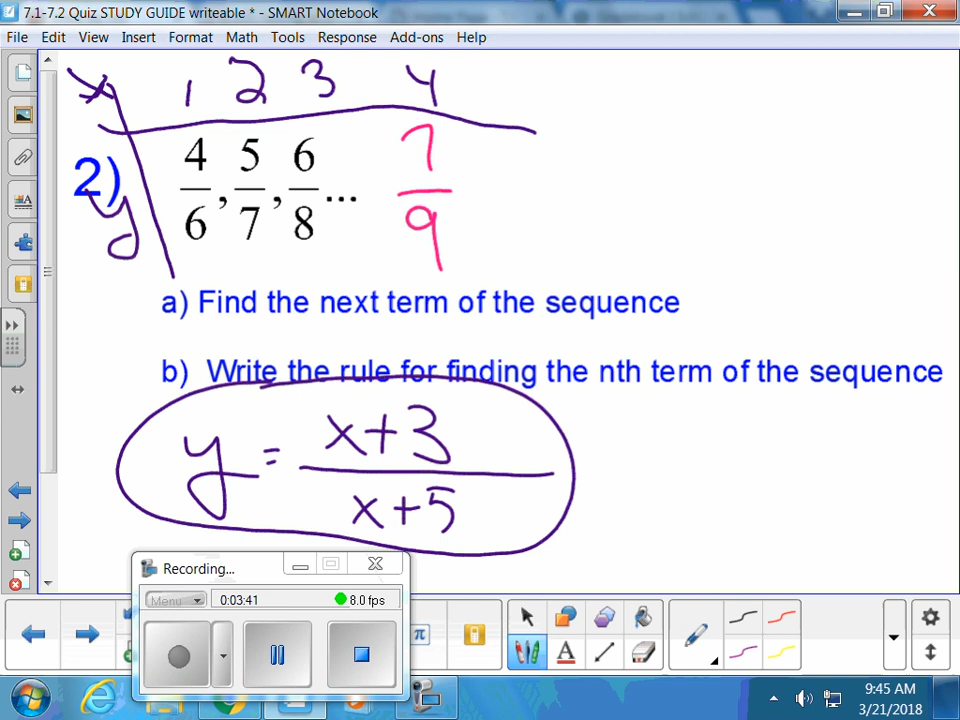 7.1-7.2 Quiz STUDY GUIDE writeable * - SMART Notebook
File Edit View Insert Format Math Tools Response Add-ons Help
x 1 2 3 4
2) y 4/6, 5/7, 6/8 ... 7/9
a) Find the next term of the sequence
b) Write the rule for finding the nth term of the sequence
y = x+3 / x+5
Recording...
Menu 0:03:41 8.0 fps
π
A
9:45 AM
3/21/2018